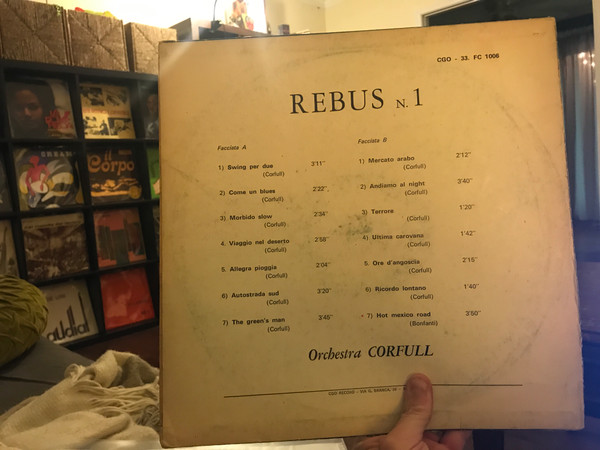 CGO - 33. FC 1006
REBUS N. 1
Facciata A
1) Swing per due 3'11"
(Corfull)
2) Come un blues 2'22"
(Corfull)
3) Morbido slow 2'34"
(Corfull)
4. Viaggio nel deserto 2'58"
(Corfull)
5. Allegra pioggia 2'04"
(Corfull)
6) Autostrada sud 3'20"
(Corfull)
7) The green's man 3'45"
(Corfull)
Facciata B
1) Mercato arabo 2'12"
(Corfull)
2) Andiamo al night 3'40"
(Corfull)
3) Terrore 1'20"
(Corfull)
4) Ultima carovana 1'42"
(Corfull)
5. Ore d'angoscia 2'15"
(Corfull)
6) Ricordo lontano 1'40"
(Corfull)
7) Hot mexico road 3'50"
(Bonfanti)
Orchestra CORFULL
CREAM
il Corpo